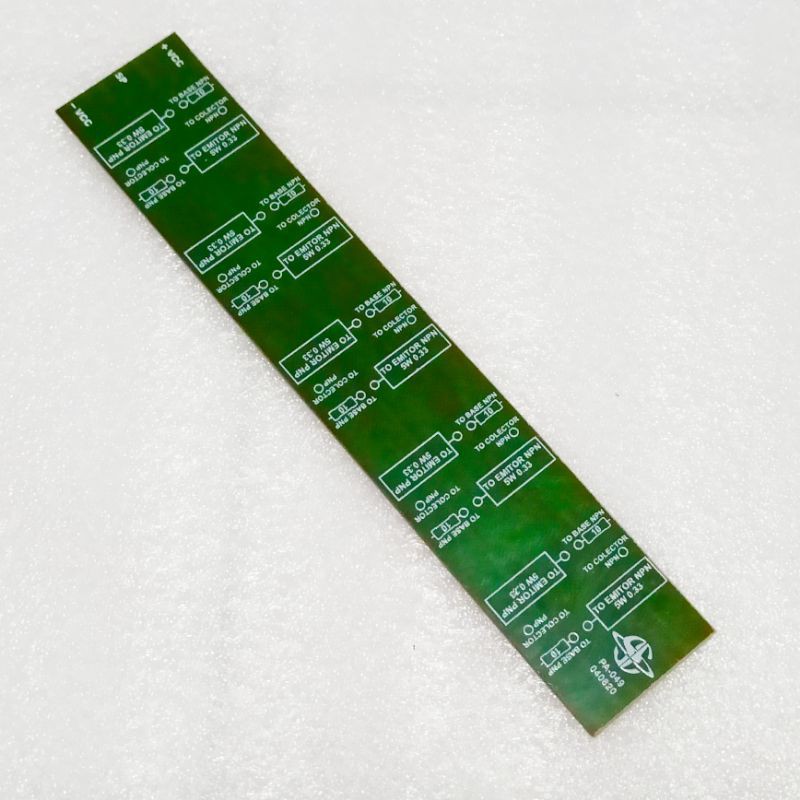 VCC -
SP
VCC +
TO BASE NPN
10
TO COLECTOR
NPN
TO EMITOR NPN
5W 0.33
TO EMITOR PNP
5W 0.33
TO COLECTOR
PNP
10
TO BASE PNP
TO BASE NPN
10
TO COLECTOR
NPN
TO EMITOR NPN
5W 0.33
TO EMITOR PNP
5W 0.33
TO COLECTOR
PNP
10
TO BASE PNP
TO BASE NPN
10
TO COLECTOR
NPN
TO EMITOR NPN
5W 0.33
TO EMITOR PNP
5W 0.33
TO COLECTOR
PNP
10
TO BASE PNP
TO BASE NPN
10
TO COLECTOR
NPN
TO EMITOR NPN
5W 0.33
TO EMITOR PNP
5W 0.33
TO COLECTOR
PNP
10
TO BASE PNP
TO BASE NPN
10
TO COLECTOR
NPN
TO EMITOR NPN
5W 0.33
TO EMITOR PNP
5W 0.33
TO COLECTOR
PNP
10
TO BASE PNP
PA-049
040620